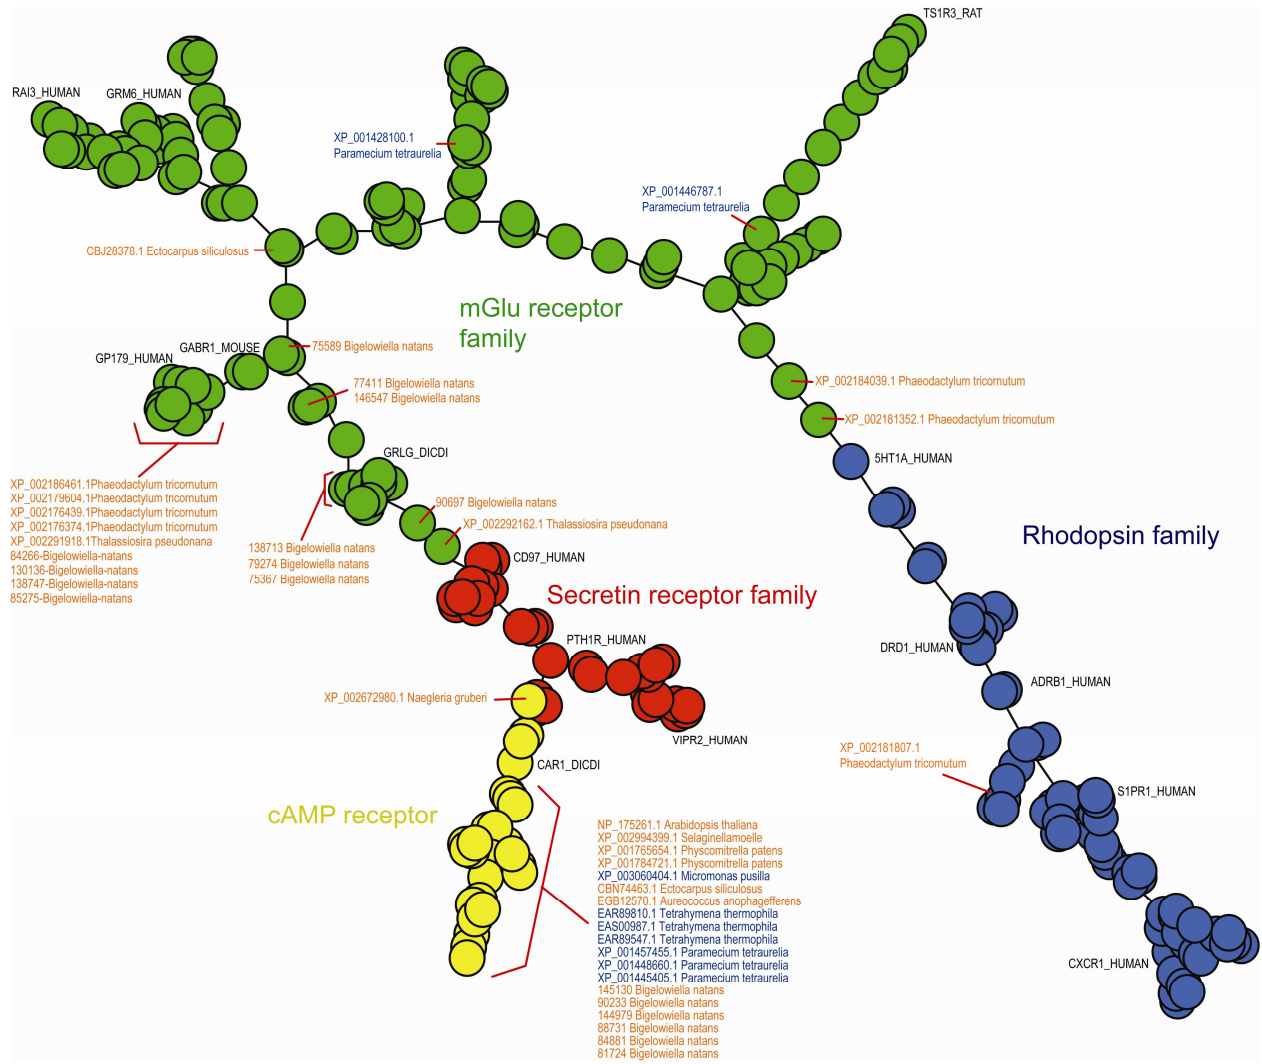 TS1R3_RAT
RAI3_HUMAN
GRM6_HUMAN
XP_001428100.1
Paramecium tetraurelia
XP_001446787.1
Paramecium tetraurelia
CBJ28378.1 Ectocarpus siliculosus
mGlu receptor
family
GP179_HUMAN
GABR1_MOUSE
75589 Bigelowiella natans
77411 Bigelowiella natans
146547 Bigelowiella natans
XP_002184039.1 Phaeodactylum tricornutum
XP_002181352.1 Phaeodactylum tricornutum
GRLG_DICDI
5HT1A_HUMAN
XP_002186461.1Phaeodactylum tricornutum
XP_002179604.1Phaeodactylum tricornutum
XP_002176439.1Phaeodactylum tricornutum
XP_002176374.1Phaeodactylum tricornutum
XP_002291918.1Thalassiosira pseudonana
84266-Bigelowiella-natans
130136-Bigelowiella-natans
138747-Bigelowiella-natans
85275-Bigelowiella-natans
90697 Bigelowiella natans
XP_002292162.1 Thalassiosira pseudonana
138713 Bigelowiella natans
79274 Bigelowiella natans
75367 Bigelowiella natans
CD97_HUMAN
Rhodopsin family
Secretin receptor family
PTH1R_HUMAN
DRD1_HUMAN
ADRB1_HUMAN
XP_002672980.1 Naegleria gruberi
VIPR2_HUMAN
CAR1_DICDI
XP_002181807.1
Phaeodactylum tricornutum
S1PR1_HUMAN
cAMP receptor
NP_175261.1 Arabidopsis thaliana
XP_002994399.1 Selaginellamoelle
XP_001765654.1 Physcomitrella patens
XP_001784721.1 Physcomitrella patens
XP_003060404.1 Micromonas pusilla
CBN74463.1 Ectocarpus siliculosus
EGB12570.1 Aureococcus anophagefferens
EAR89810.1 Tetrahymena thermophila
EAS00987.1 Tetrahymena thermophila
EAR89547.1 Tetrahymena thermophila
XP_001457455.1 Paramecium tetraurelia
XP_001448660.1 Paramecium tetraurelia
XP_001445405.1 Paramecium tetraurelia
145130 Bigelowiella natans
90233 Bigelowiella natans
144979 Bigelowiella natans
88731 Bigelowiella natans
84881 Bigelowiella natans
81724 Bigelowiella natans
CXCR1_HUMAN